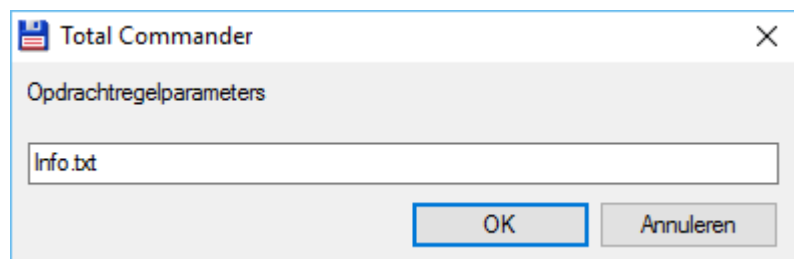 Total Commander
Opdrachtregelparameters
Info.txt
OK Annuleren